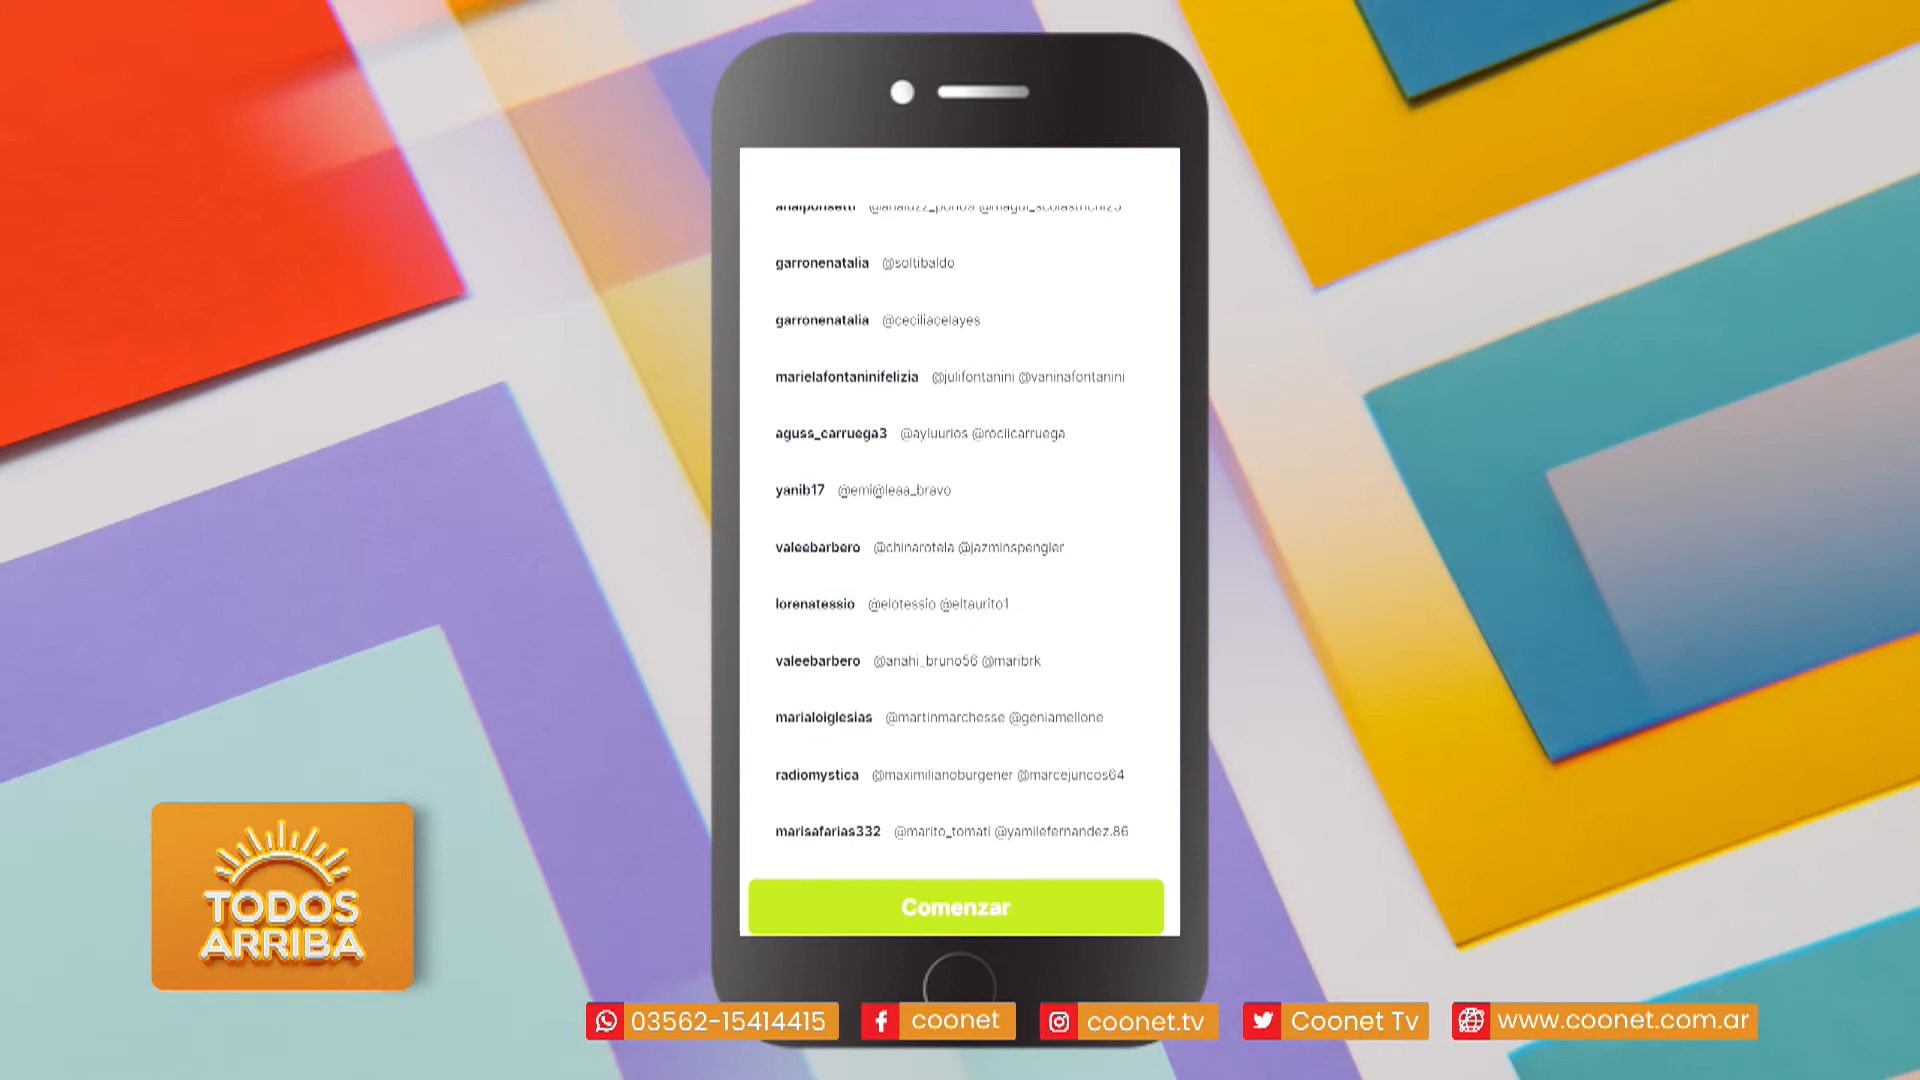 garronenatalia @soltibaldo
garronenatalia @ceciliacelayes
marielafontaninifelizia @julifontanini @vaninafontanini
aguss_carruega3 @ayluurios @rociicarruega
yanib17 @emi@leaa_bravo
valeebarbero @chinarotela @jazminspengler
lorenatessio @elotessio @eltaurito1
valeebarbero @anahi_bruno56 @maribrk
marialoiglesias @martinmarchesse @geniamellone
radiomystica @maximilianoburgener @marcejuncos64
marisafarias332 @marito_tomati @yamilefernandez.86
Comenzar
TODOS
ARRIBA
03562-15414415 coonet coonet.tv Coonet Tv www.coonet.com.ar